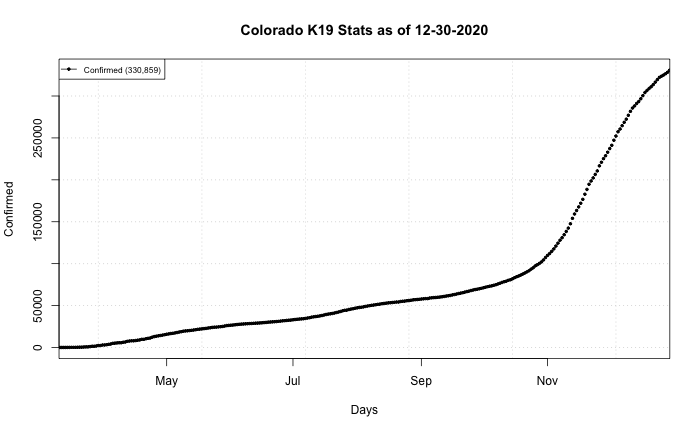 Colorado K19 Stats as of 12-30-2020
Confirmed (330,859)
Confirmed
250000
150000
50000
0
May Jul Sep Nov
Days